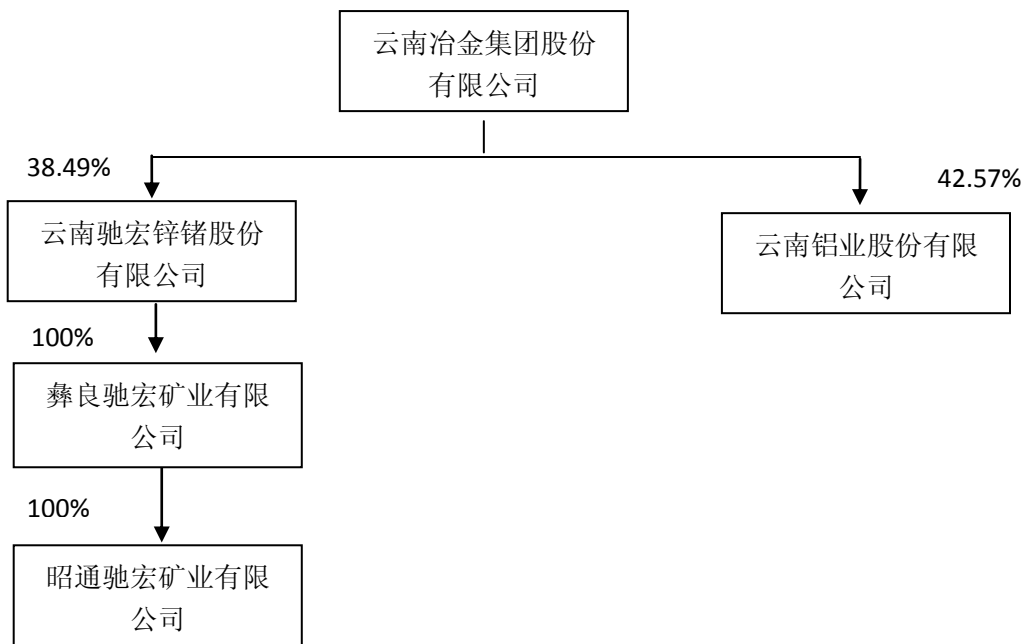 云南冶金集团股份
有限公司
38.49%
42.57%
云南驰宏锌锗股份
有限公司
云南铝业股份有限
公司
100%
彝良驰宏矿业有限
公司
100%
昭通驰宏矿业有限
公司